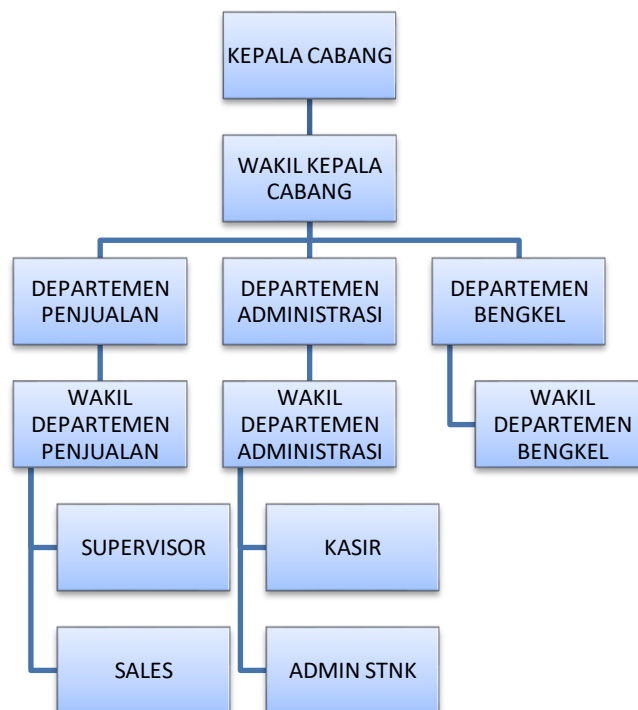 KEPALA CABANG
WAKIL KEPALA
CABANG
DEPARTEMEN
PENJUALAN
DEPARTEMEN
ADMINISTRASI
DEPARTEMEN
BENGKEL
WAKIL
DEPARTEMEN
PENJUALAN
WAKIL
DEPARTEMEN
ADMINISTRASI
WAKIL
DEPARTEMEN
BENGKEL
SUPERVISOR
KASIR
SALES
ADMIN STNK